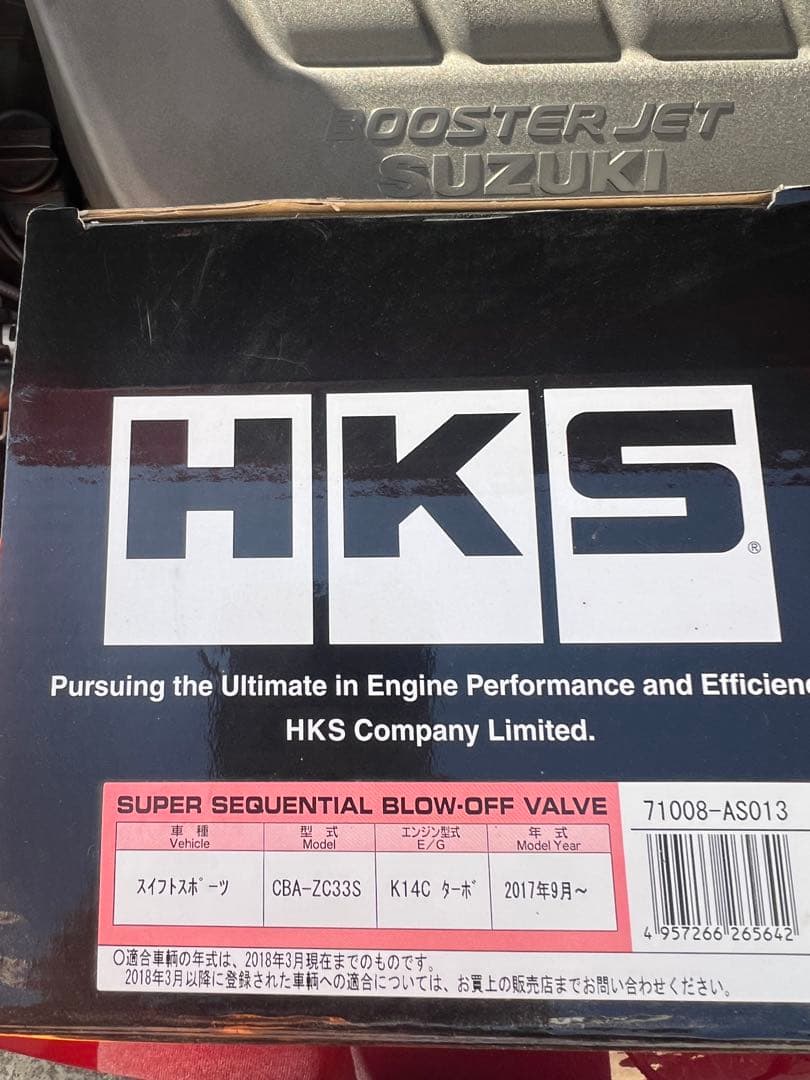 BOOSTERJET
SUZUKI
HKS
®
Pursuing the Ultimate in Engine Performance and Efficien
HKS Company Limited.
SUPER SEQUENTIAL BLOW-OFF VALVE
71008-AS013
車種 型式 エンジン型式 年式
Vehicle Model E/G Model Year
スイフトスポーツ CBA-ZC33S K14C ターボ 2017年9月～
4 957266 265642
○適合車輌の年式は、2018年3月現在までのものです。
2018年3月以降に登録された車輌への適合については、お買上の販売店までお問い合わせください。